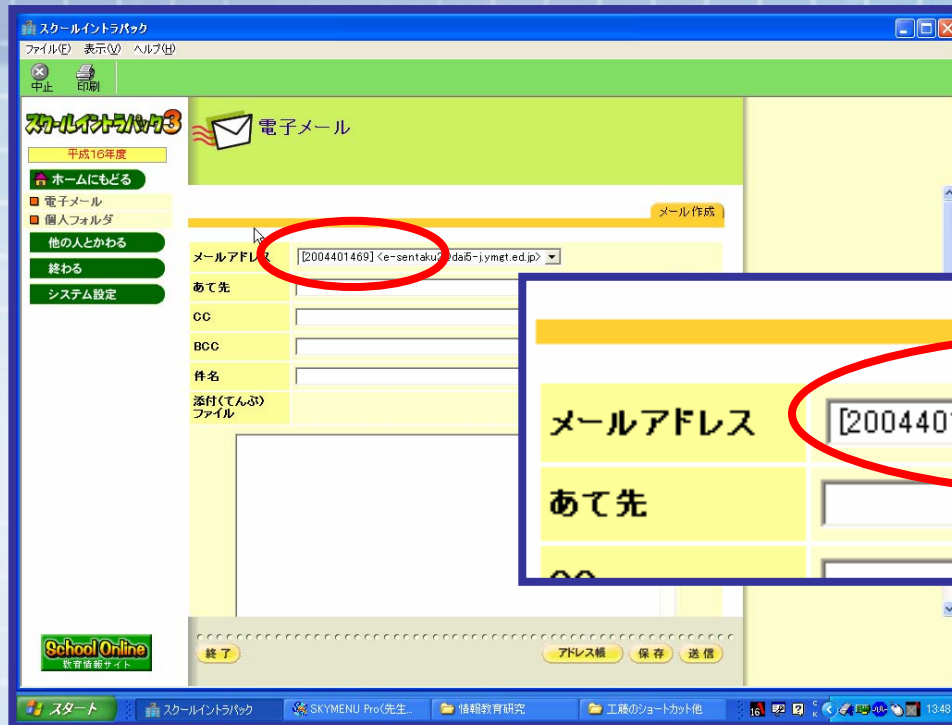 スクールイントラパック
ファイル(F) 表示(V) ヘルプ(H)
中止 印刷
スクールイントラパック3
平成16年度
ホームにもどる
電子メール
個人フォルダ
他の人とかわる
終わる
システム設定
School Online
教育情報サイト
電子メール
メール作成
メールアドレス [2004401469] <e-sentaku2@dai5-j.ymgt.ed.jp>
あて先
CC
BCC
件名
添付(てんぷ)
ファイル
終了 アドレス帳 保存 送信
メールアドレス [200440
あて先
スタート スクールイントラパック SKYMENU Pro(先生... 情報教育研究 工藤のショートカット他 16 13:49